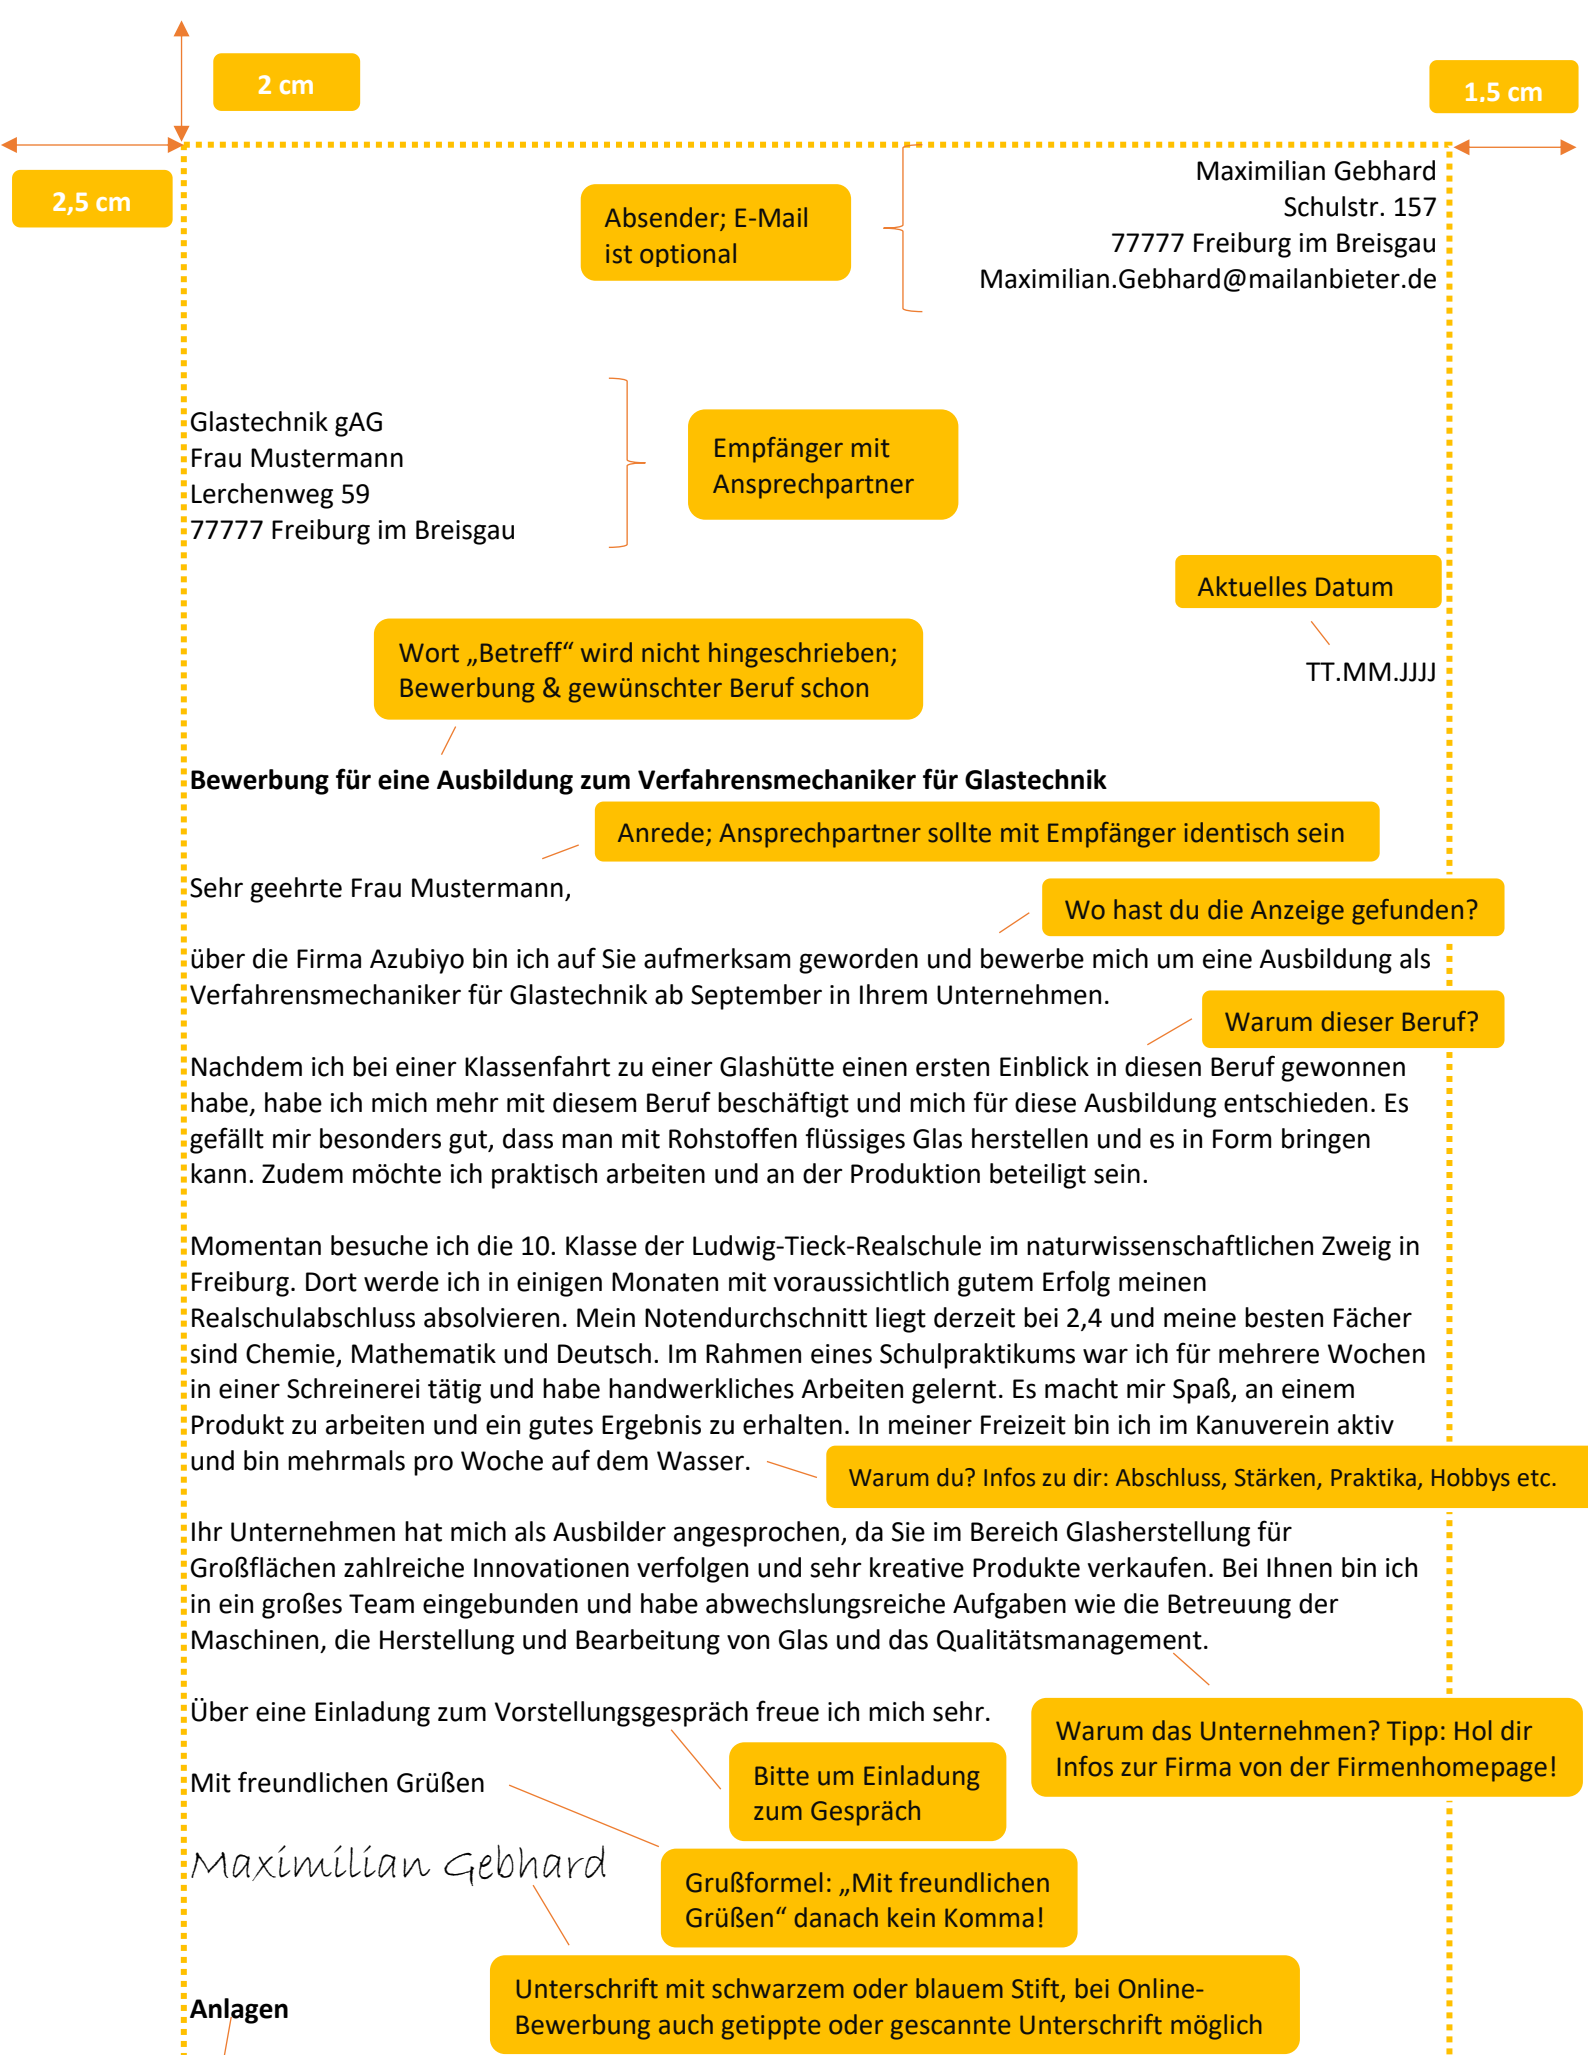 2 cm
1,5 cm
2,5 cm
Absender; E-Mail
ist optional
Maximilian Gebhard
Schulstr. 157
77777 Freiburg im Breisgau
Maximilian.Gebhard@mailanbieter.de
Glastechnik gAG
Frau Mustermann
Lerchenweg 59
77777 Freiburg im Breisgau
Empfänger mit
Ansprechpartner
Aktuelles Datum
TT.MM.JJJJ
Wort „Betreff“ wird nicht hingeschrieben;
Bewerbung & gewünschter Beruf schon
Bewerbung für eine Ausbildung zum Verfahrensmechaniker für Glastechnik
Anrede; Ansprechpartner sollte mit Empfänger identisch sein
Sehr geehrte Frau Mustermann,
Wo hast du die Anzeige gefunden?
über die Firma Azubiyo bin ich auf Sie aufmerksam geworden und bewerbe mich um eine Ausbildung als
Verfahrensmechaniker für Glastechnik ab September in Ihrem Unternehmen.
Warum dieser Beruf?
Nachdem ich bei einer Klassenfahrt zu einer Glashütte einen ersten Einblick in diesen Beruf gewonnen
habe, habe ich mich mehr mit diesem Beruf beschäftigt und mich für diese Ausbildung entschieden. Es
gefällt mir besonders gut, dass man mit Rohstoffen flüssiges Glas herstellen und es in Form bringen
kann. Zudem möchte ich praktisch arbeiten und an der Produktion beteiligt sein.
Momentan besuche ich die 10. Klasse der Ludwig-Tieck-Realschule im naturwissenschaftlichen Zweig in
Freiburg. Dort werde ich in einigen Monaten mit voraussichtlich gutem Erfolg meinen
Realschulabschluss absolvieren. Mein Notendurchschnitt liegt derzeit bei 2,4 und meine besten Fächer
sind Chemie, Mathematik und Deutsch. Im Rahmen eines Schulpraktikums war ich für mehrere Wochen
in einer Schreinerei tätig und habe handwerkliches Arbeiten gelernt. Es macht mir Spaß, an einem
Produkt zu arbeiten und ein gutes Ergebnis zu erhalten. In meiner Freizeit bin ich im Kanuverein aktiv
und bin mehrmals pro Woche auf dem Wasser.
Warum du? Infos zu dir: Abschluss, Stärken, Praktika, Hobbys etc.
Ihr Unternehmen hat mich als Ausbilder angesprochen, da Sie im Bereich Glasherstellung für
Großflächen zahlreiche Innovationen verfolgen und sehr kreative Produkte verkaufen. Bei Ihnen bin ich
in ein großes Team eingebunden und habe abwechslungsreiche Aufgaben wie die Betreuung der
Maschinen, die Herstellung und Bearbeitung von Glas und das Qualitätsmanagement.
Über eine Einladung zum Vorstellungsgespräch freue ich mich sehr.
Warum das Unternehmen? Tipp: Hol dir
Infos zur Firma von der Firmenhomepage!
Mit freundlichen Grüßen
Bitte um Einladung
zum Gespräch
Maximilian Gebhard
Grußformel: „Mit freundlichen
Grüßen“ danach kein Komma!
Unterschrift mit schwarzem oder blauem Stift, bei Online-
Bewerbung auch getippte oder gescannte Unterschrift möglich
Anlagen